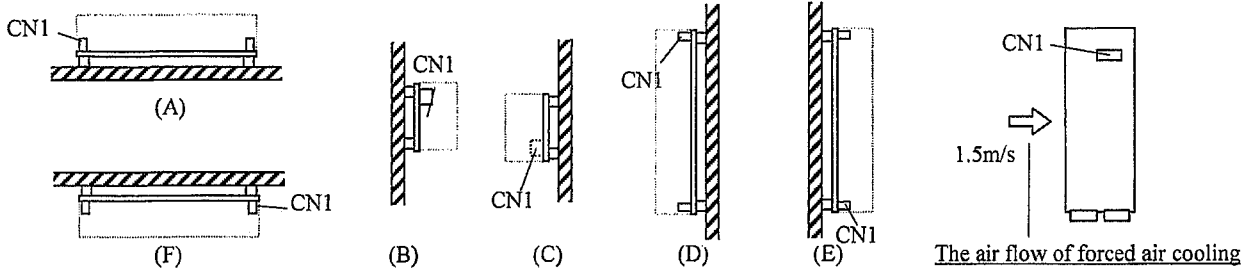 CN1
(A)
CN1
(F)
CN1
(B)
CN1
(C)
CN1
(D)
CN1
(E)
CN1
1.5m/s
The air flow of forced air cooling